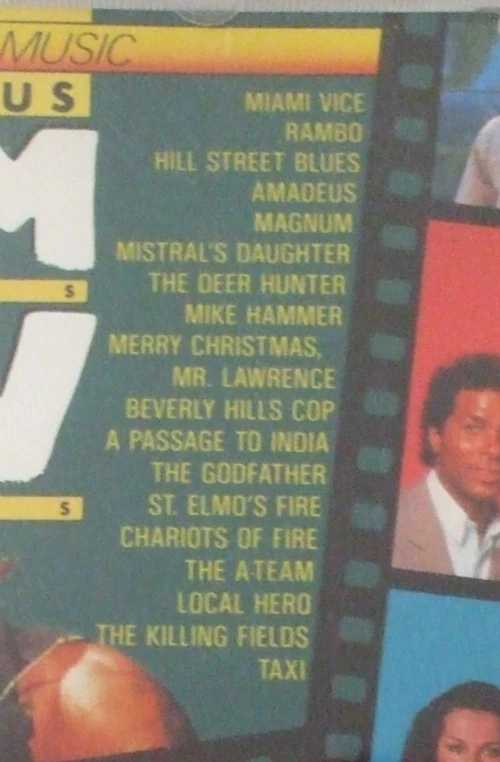 MUSIC
US
M
S
MIAMI VICE
RAMBO
HILL STREET BLUES
AMADEUS
MAGNUM
MISTRAL'S DAUGHTER
THE DEER HUNTER
MIKE HAMMER
MERRY CHRISTMAS,
MR. LAWRENCE
BEVERLY HILLS COP
A PASSAGE TO INDIA
THE GODFATHER
ST. ELMO'S FIRE
CHARIOTS OF FIRE
THE A-TEAM
LOCAL HERO
THE KILLING FIELDS
TAXI
S